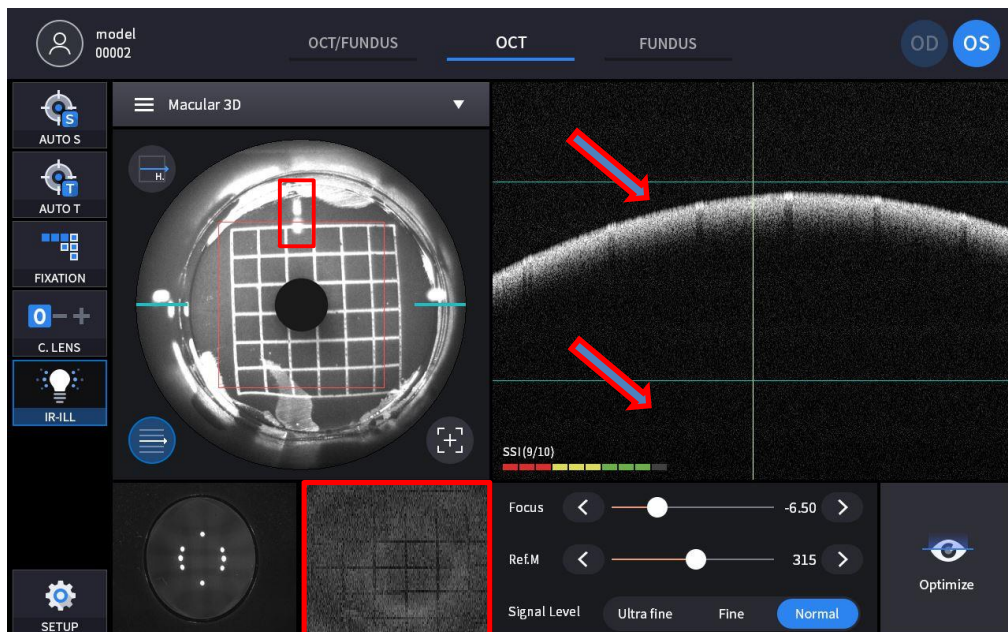 model
00002
OCT/FUNDUS
OCT
FUNDUS
OD
OS
AUTO S
AUTO T
FIXATION
C. LENS
IR-ILL
SETUP
Macular 3D
H.
S
T
0
SSI(9/10)
Focus
-6.50
Ref.M
315
Signal Level
Ultra fine
Fine
Normal
Optimize